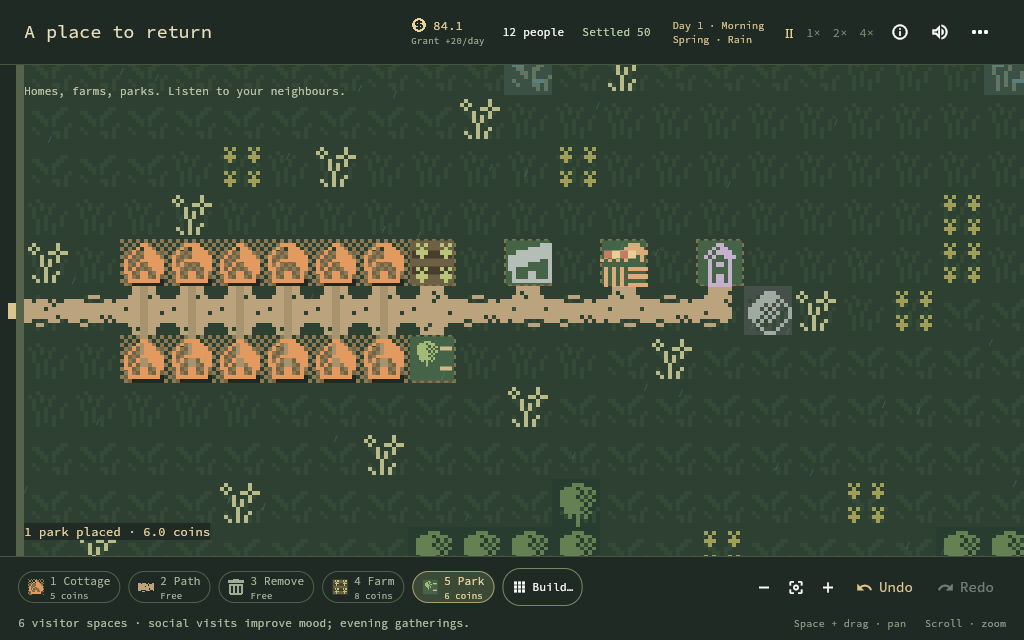 A place to return
84.1
Grant +20/day
12 people
Settled 50
Day 1 · Morning
Spring · Rain
II 1× 2× 4×
Homes, farms, parks. Listen to your neighbours.
1 park placed · 6.0 coins
1 Cottage
5 coins
2 Path
Free
3 Remove
Free
4 Farm
8 coins
5 Park
6 coins
Build…
Undo
Redo
6 visitor spaces · social visits improve mood; evening gatherings.
Space + drag · pan
Scroll · zoom